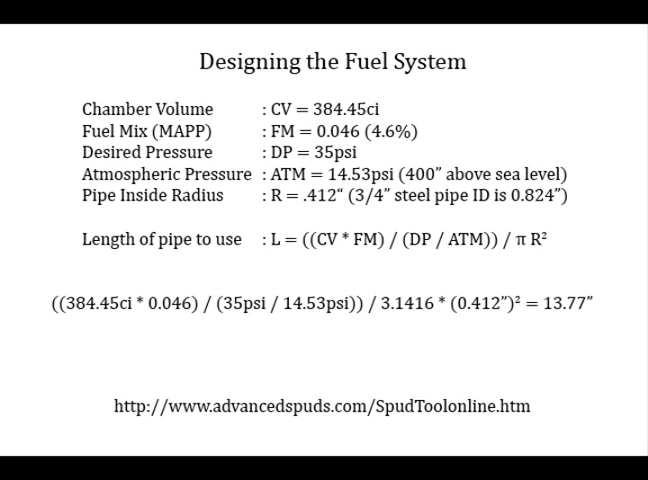 Designing the Fuel System
Chamber Volume : CV = 384.45ci
Fuel Mix (MAPP) : FM = 0.046 (4.6%)
Desired Pressure : DP = 35psi
Atmospheric Pressure : ATM = 14.53psi (400” above sea level)
Pipe Inside Radius : R = .412“ (3/4” steel pipe ID is 0.824”)
Length of pipe to use : L = ((CV * FM) / (DP / ATM)) / π R²
((384.45ci * 0.046) / (35psi / 14.53psi)) / 3.1416 * (0.412”)² = 13.77”
http://www.advancedspuds.com/SpudToolonline.htm